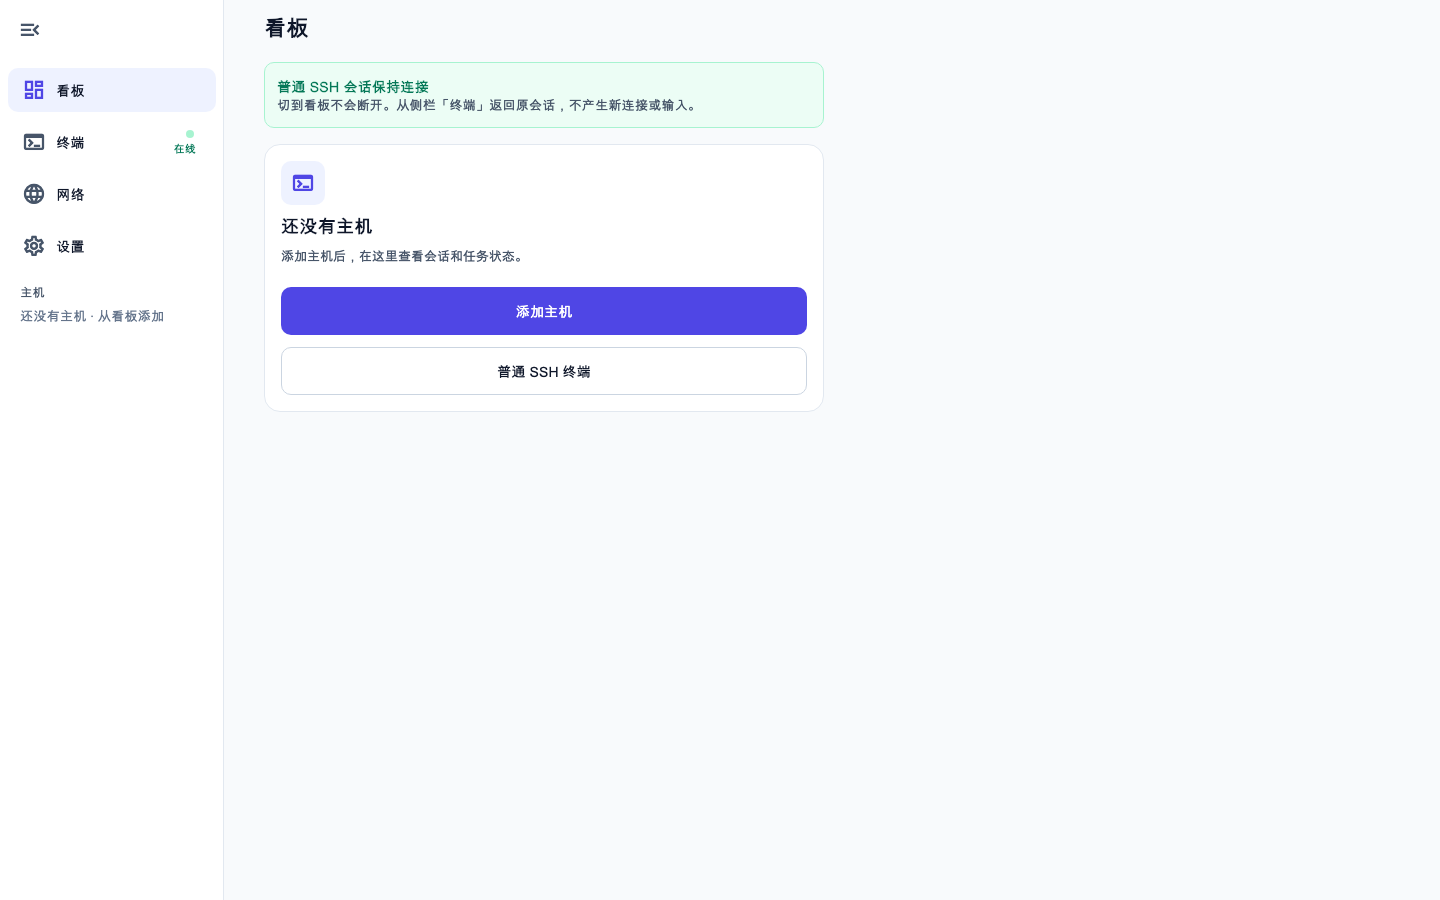 看板
终端
在线
网络
设置
主机
还没有主机 · 从看板添加
看板
普通 SSH 会话保持连接
切到看板不会断开。从侧栏「终端」返回原会话，不产生新连接或输入。
还没有主机
添加主机后，在这里查看会话和任务状态。
添加主机
普通 SSH 终端